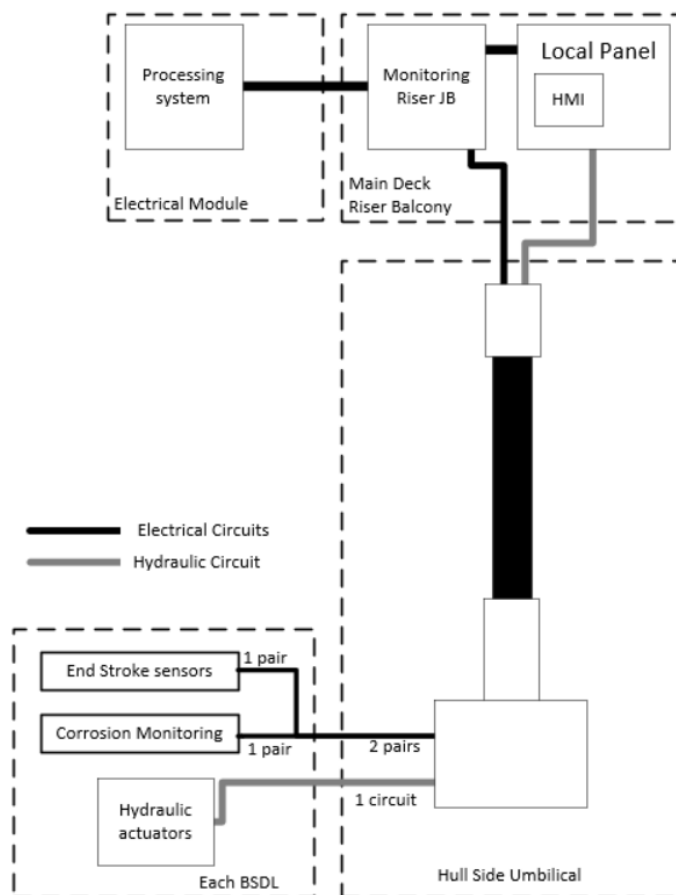 Processing
system
Monitoring
Riser JB
Local Panel
HMI
Electrical Module
Main Deck
Riser Balcony
Electrical Circuits
Hydraulic Circuit
End Stroke sensors
1 pair
Corrosion Monitoring
1 pair
2 pairs
Hydraulic
actuators
1 circuit
Each BSDL
Hull Side Umbilical